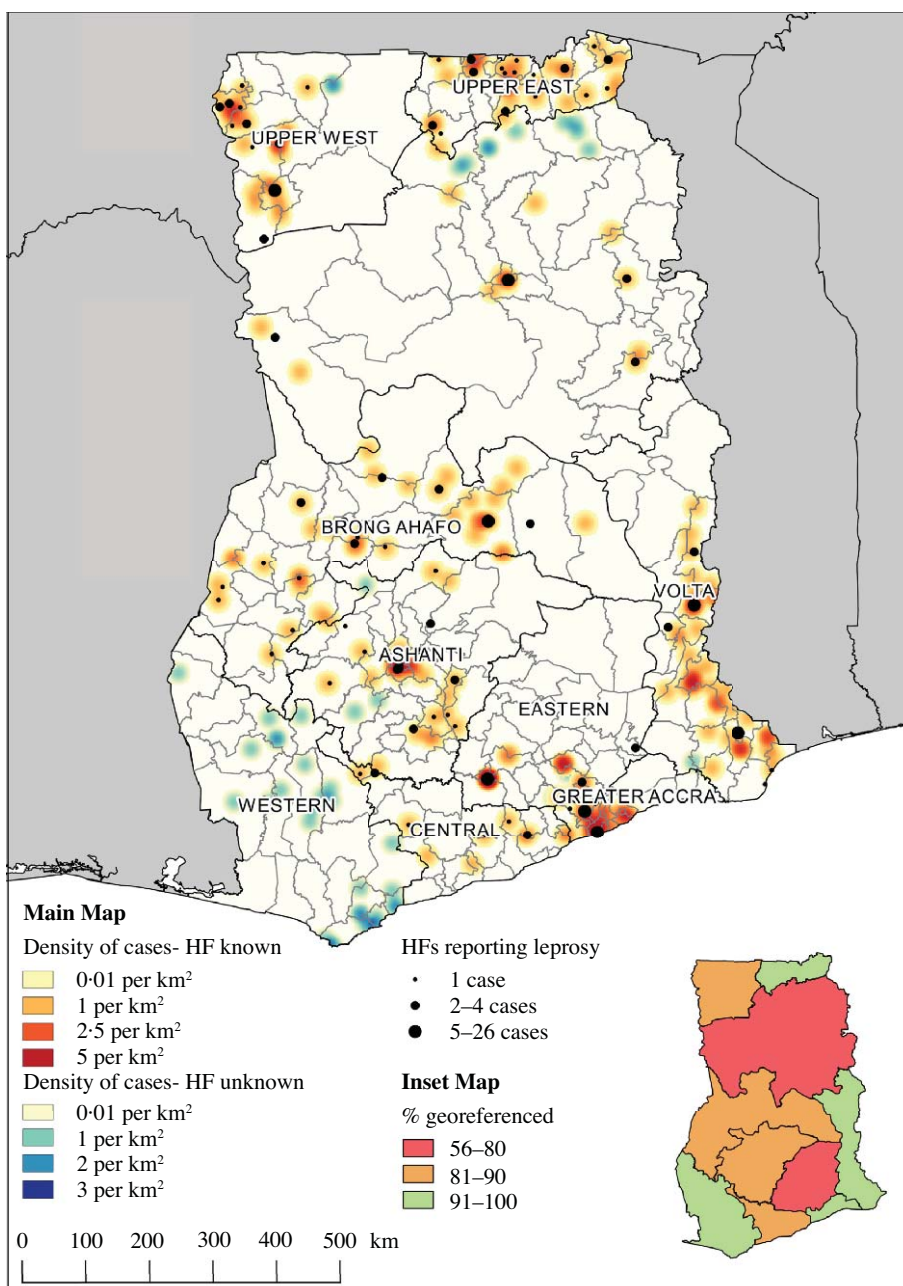 UPPER EAST
UPPER WEST
BRONG AHAFO
VOLTA
ASHANTI
EASTERN
WESTERN
GREATER ACCRA
CENTRAL
Main Map
Density of cases- HF known
0·01 per km²
1 per km²
2·5 per km²
5 per km²
Density of cases- HF unknown
0·01 per km²
1 per km²
2 per km²
3 per km²
0 100 200 300 400 500 km
HFs reporting leprosy
1 case
2–4 cases
5–26 cases
Inset Map
% georeferenced
56–80
81–90
91–100